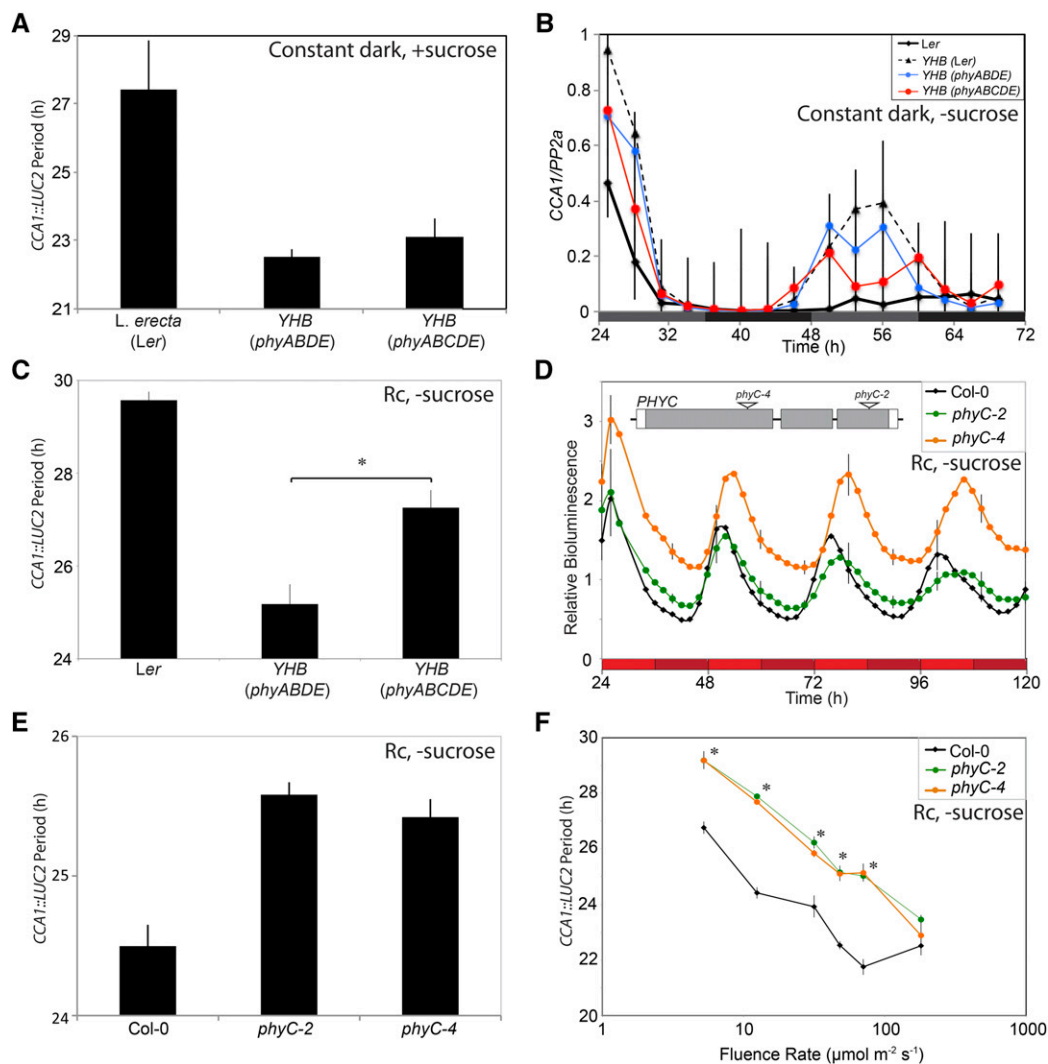 A
Constant dark, +sucrose
CCA1::LUC2 Period (h)
29
27
25
23
21
L. erecta
(Ler)
YHB
(phyABDE)
YHB
(phyABCDE)
B
Ler
YHB (Ler)
YHB (phyABDE)
YHB (phyABCDE)
Constant dark, -sucrose
CCA1/PP2a
1
0.8
0.6
0.4
0.2
0
24 32 40 48 56 64 72
Time (h)
C
Rc, -sucrose
CCA1::LUC2 Period (h)
30
28
26
24
*
Ler
YHB
(phyABDE)
YHB
(phyABCDE)
D
PHYC
phyC-4
phyC-2
Col-0
phyC-2
phyC-4
Rc, -sucrose
Relative Bioluminescence
3
2
1
0
24 48 72 96 120
Time (h)
E
Rc, -sucrose
CCA1::LUC2 Period (h)
26
25
24
Col-0 phyC-2 phyC-4
F
Col-0
phyC-2
phyC-4
Rc, -sucrose
CCA1::LUC2 Period (h)
30
28
26
24
22
20
* * * * *
1 10 100 1000
Fluence Rate (μmol m⁻² s⁻¹)